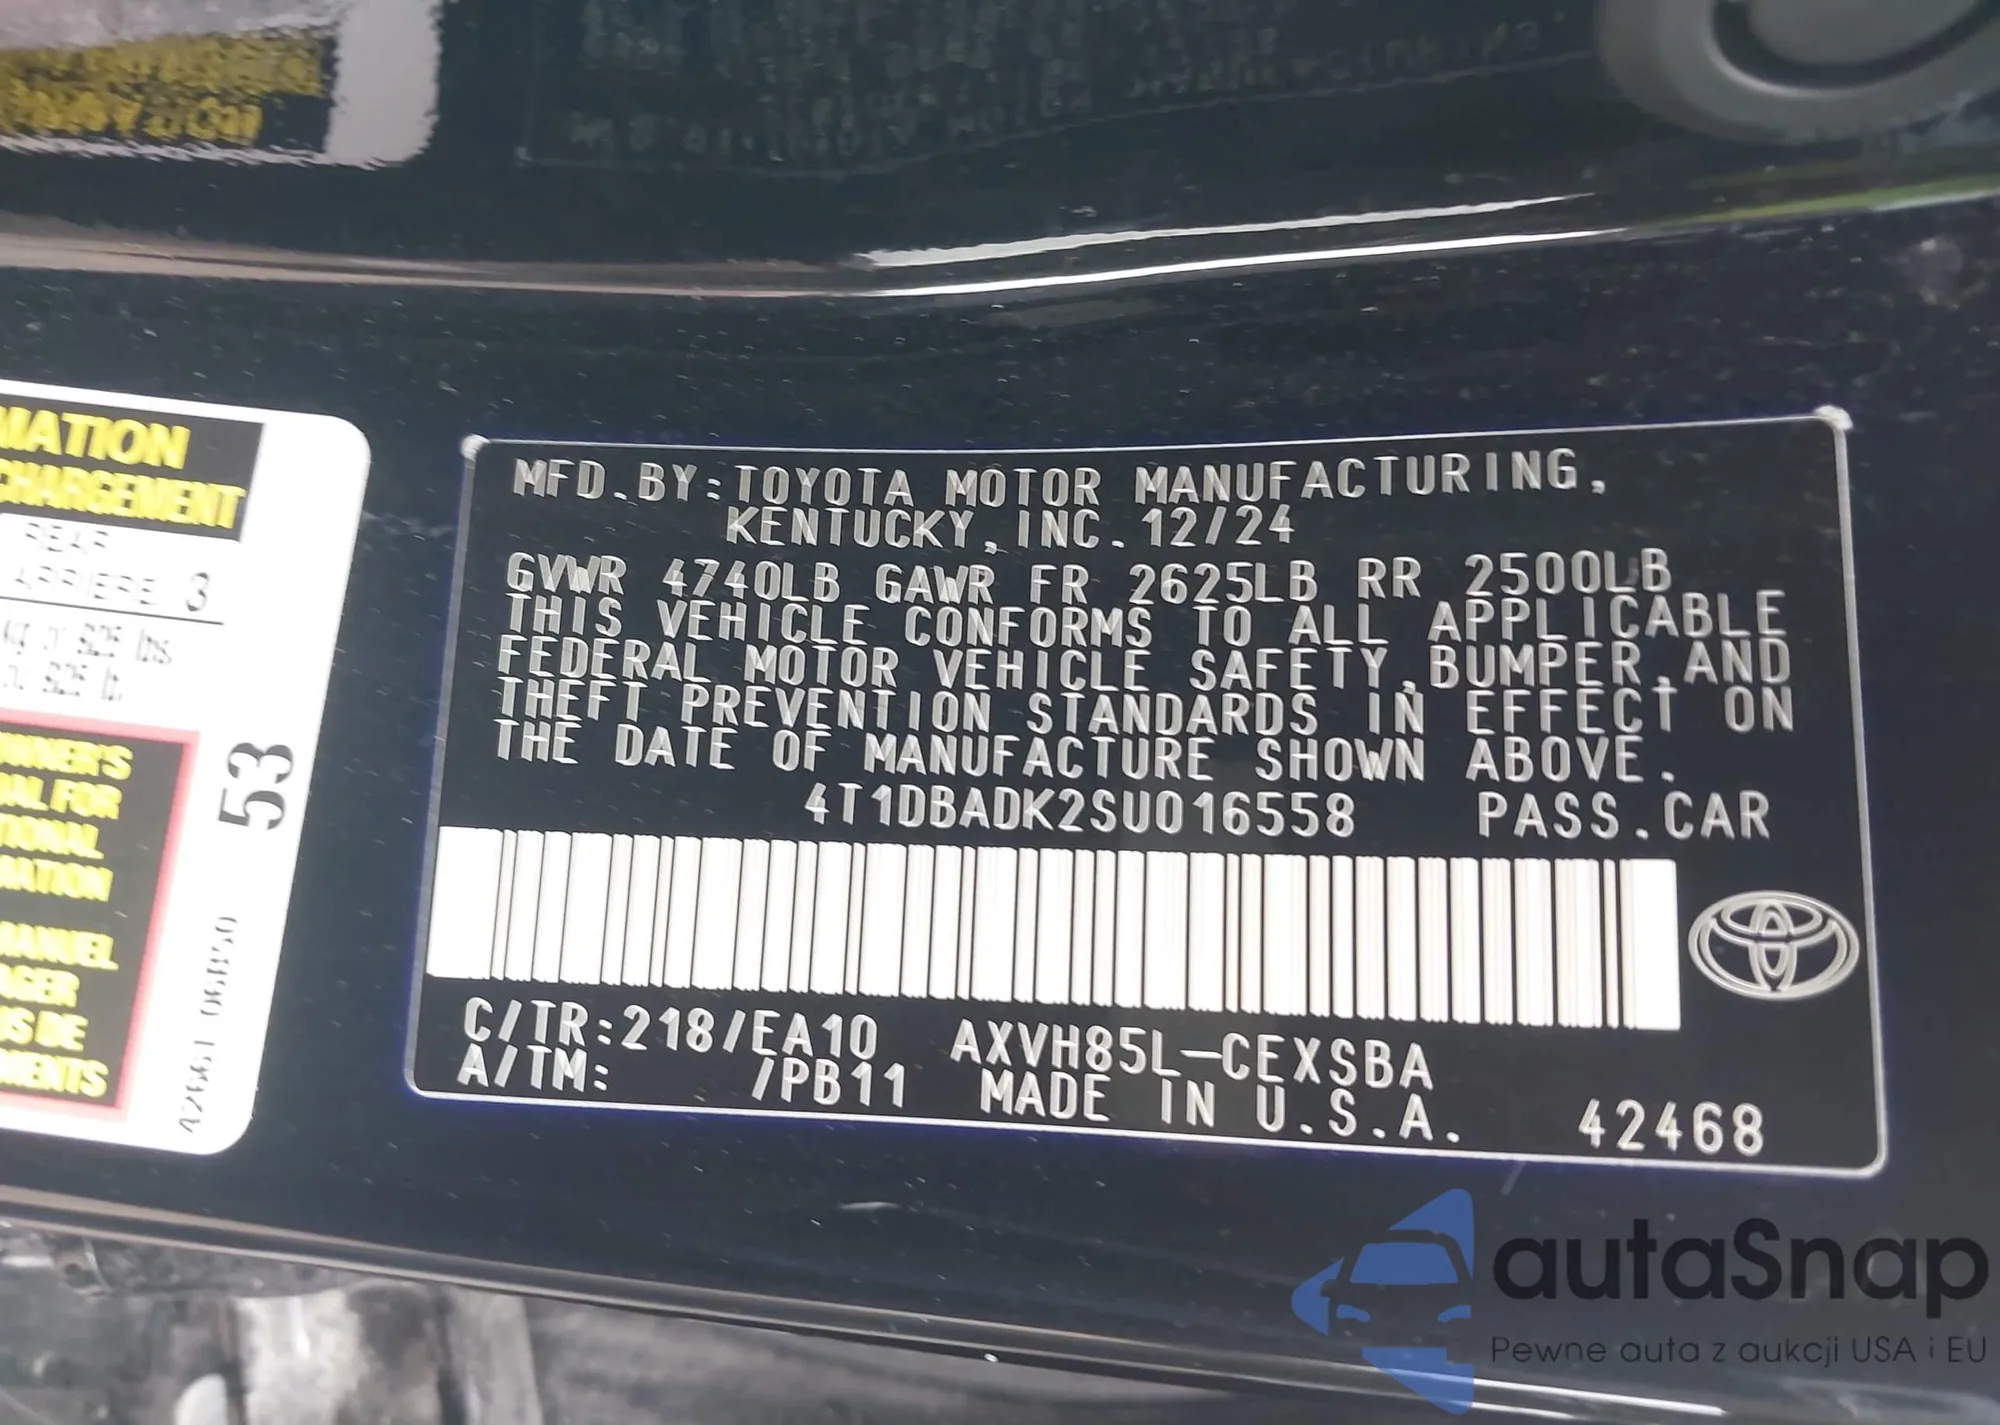 MATION
CHARGEMENT
REAR
ARRIERE 3
53
OWNER'S
MANUEL
MFD.BY:TOYOTA MOTOR MANUFACTURING,
KENTUCKY, INC. 12/24
GVWR 4740LB GAWR FR 2625LB RR 2500LB
THIS VEHICLE CONFORMS TO ALL APPLICABLE
FEDERAL MOTOR VEHICLE SAFETY,BUMPER,AND
THEFT PREVENTION STANDARDS IN EFFECT ON
THE DATE OF MANUFACTURE SHOWN ABOVE.
4T1DBADK2SU016558 PASS.CAR
C/TR:218/EA10 AXVH85L-CEXSBA
A/TM: /PB11 MADE IN U.S.A. 42468
autaSnap
Pewne auta z aukcji USA i EU